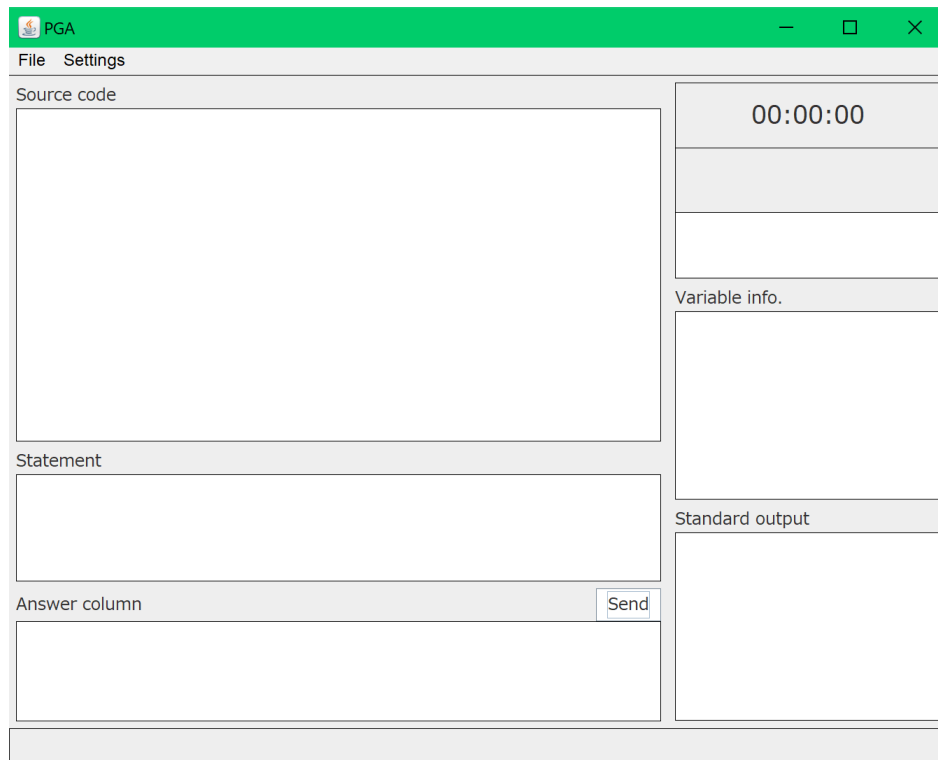 PGA
File Settings
Source code
00:00:00
Variable info.
Statement
Standard output
Answer column
Send